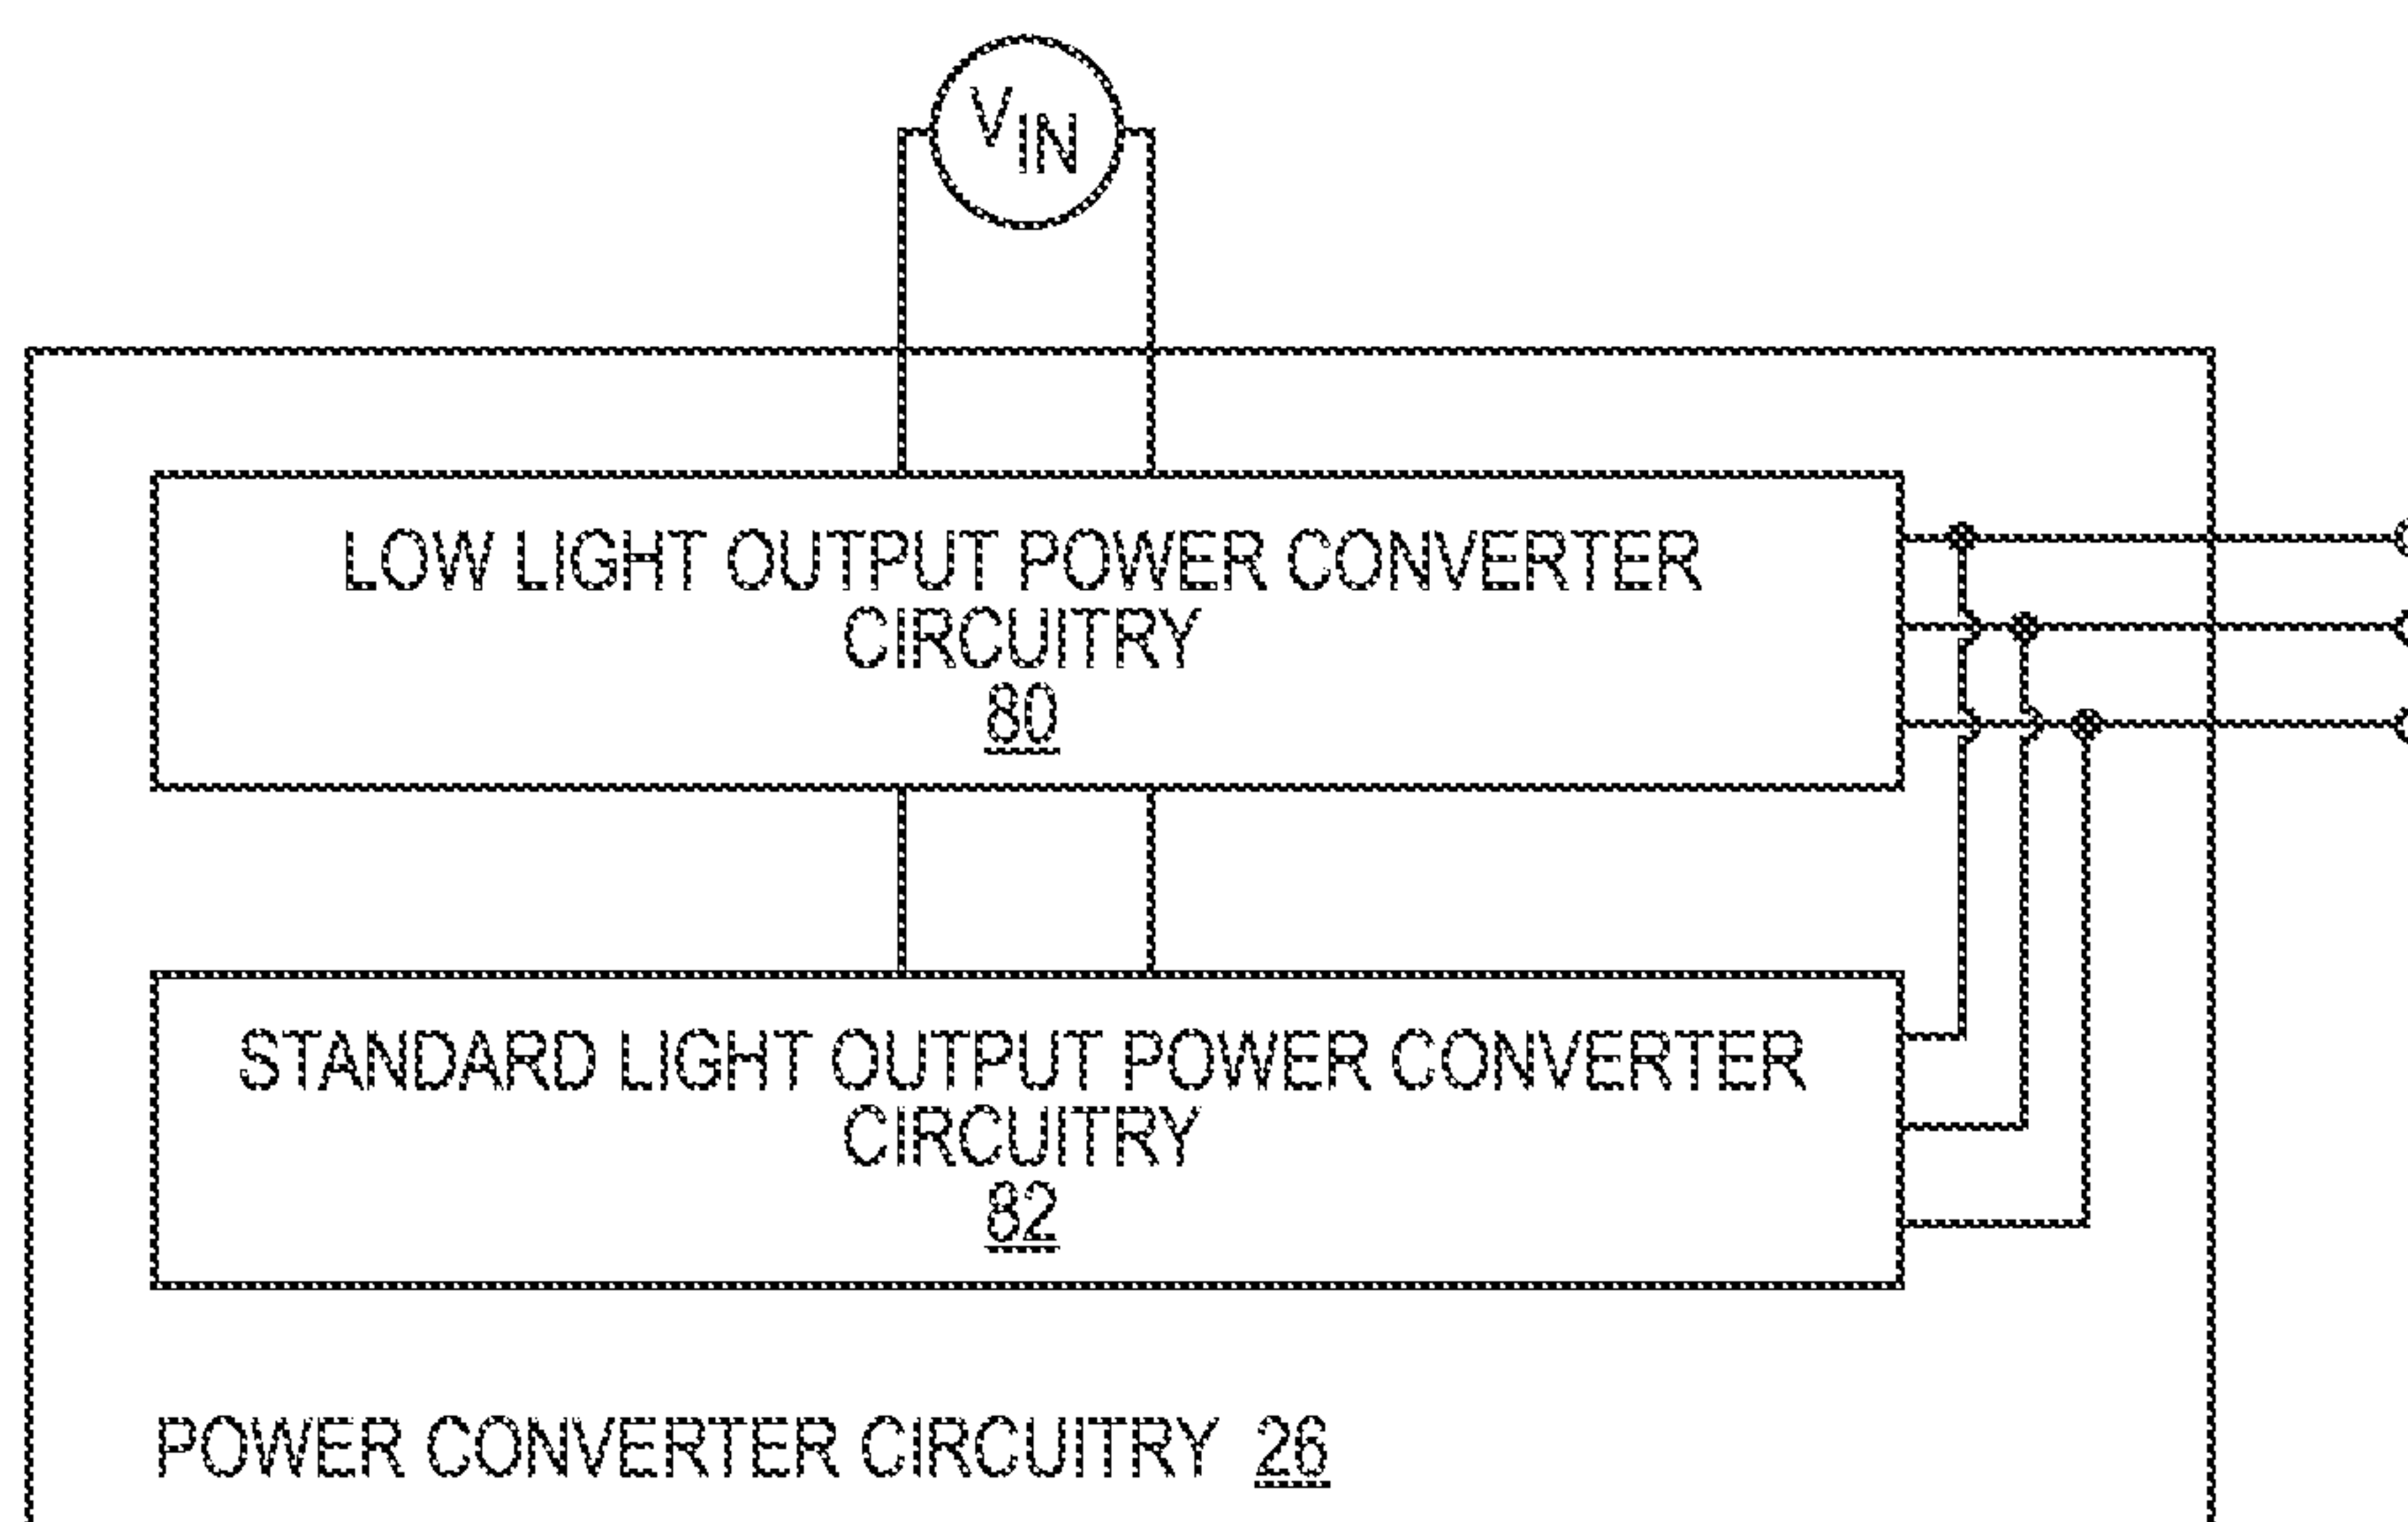 VIN
LOW LIGHT OUTPUT POWER CONVERTER
CIRCUITRY
80
STANDARD LIGHT OUTPUT POWER CONVERTER
CIRCUITRY
82
POWER CONVERTER CIRCUITRY 26